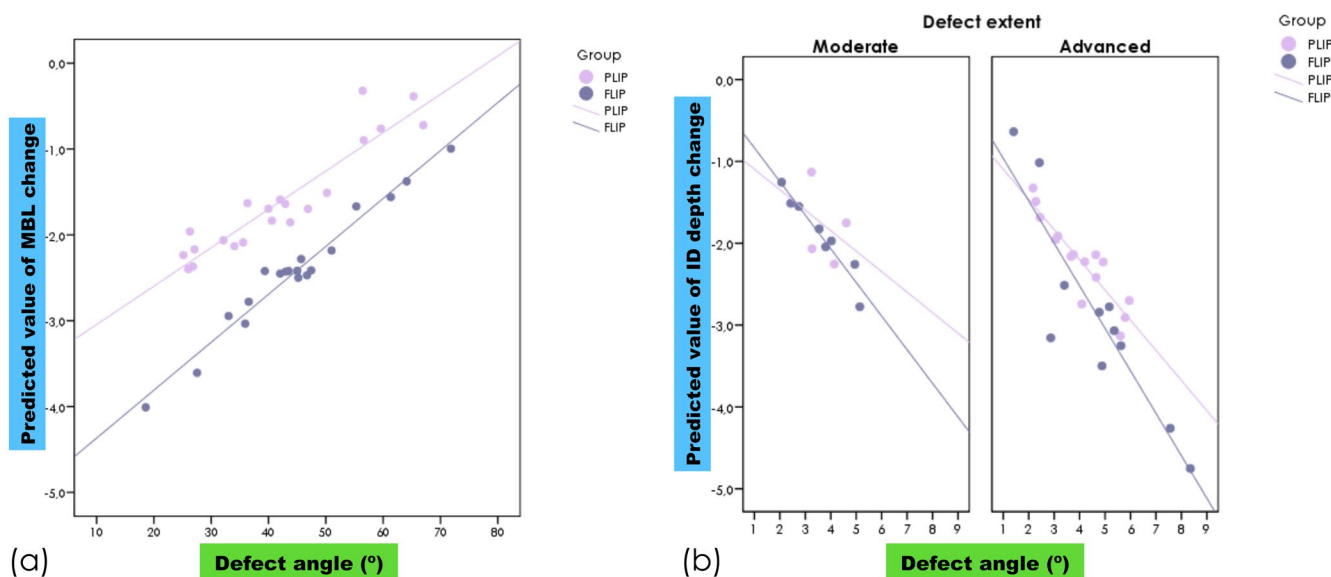 Predicted value of MBL change
0,0
-1,0
-2,0
-3,0
-4,0
-5,0
10 20 30 40 50 60 70 80
Defect angle (º)
(a)
Group
PLIP
FLIP
PLIP
FLIP
Defect extent
Moderate Advanced
Predicted value of ID depth change
0,0
-1,0
-2,0
-3,0
-4,0
-5,0
1 2 3 4 5 6 7 8 9 1 2 3 4 5 6 7 8 9
Defect angle (º)
(b)
Group
PLIP
FLIP
PLIP
FLIP